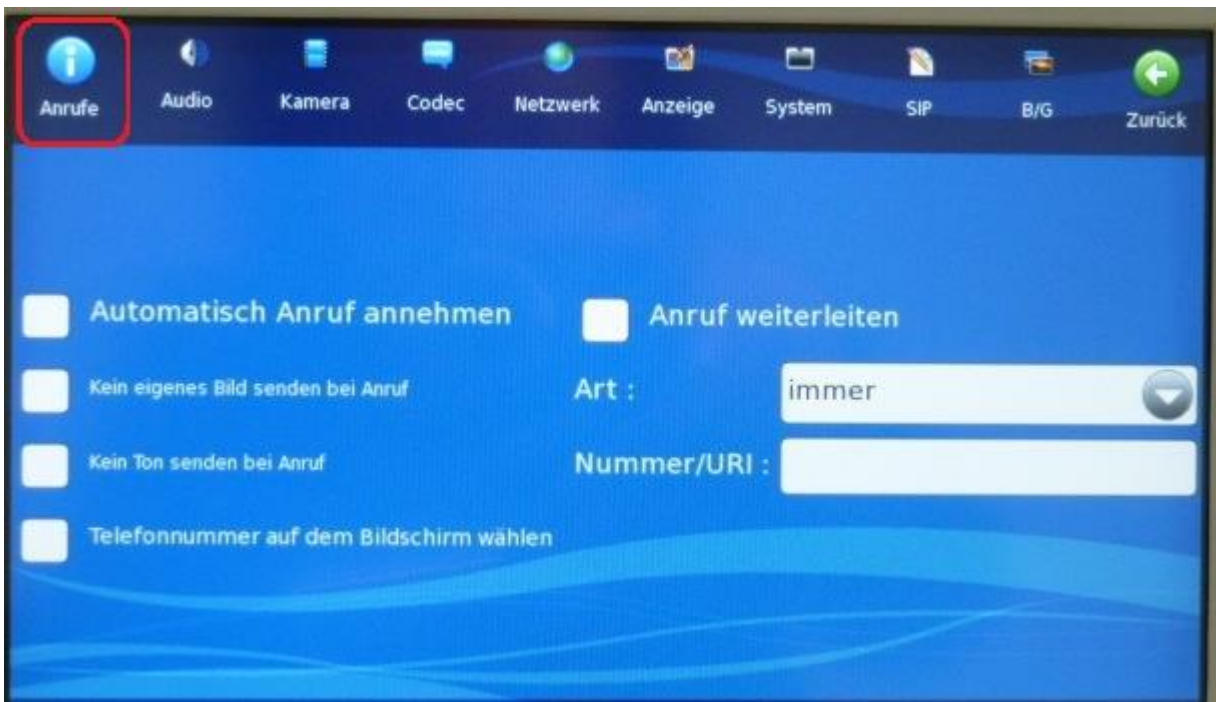 Anrufe Audio Kamera Codec Netzwerk Anzeige System SIP B/G Zurück
Automatisch Anruf annehmen
Anruf weiterleiten
Kein eigenes Bild senden bei Anruf
Art : immer
Kein Ton senden bei Anruf
Nummer/URI :
Telefonnummer auf dem Bildschirm wählen